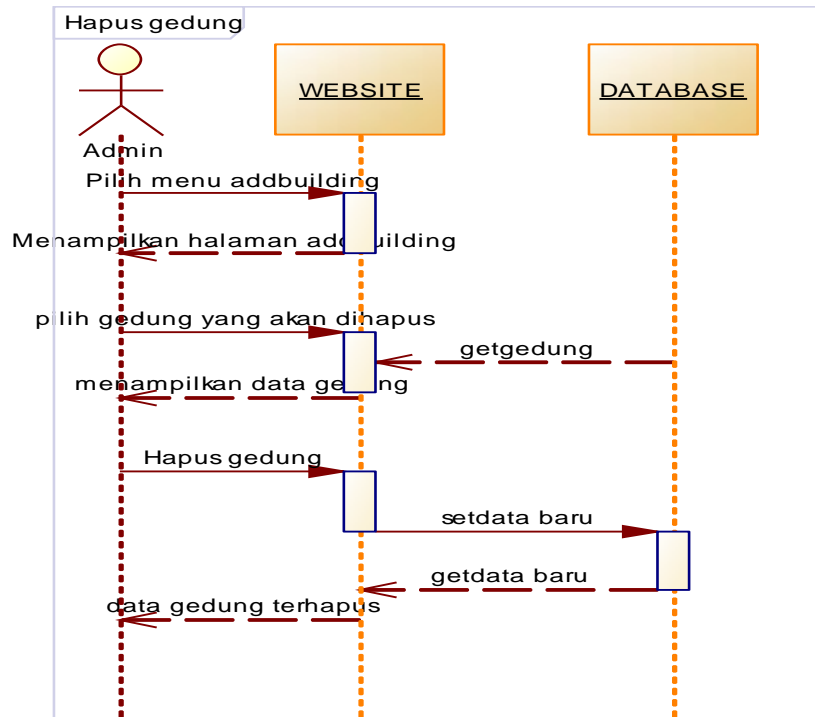 Hapus gedung
WEBSITE
DATABASE
Admin
Pilih menu addbuilding
Menampilkan halaman addbuilding
pilih gedung yang akan dihapus
getgedung
menampilkan data gedung
Hapus gedung
setdata baru
getdata baru
data gedung terhapus